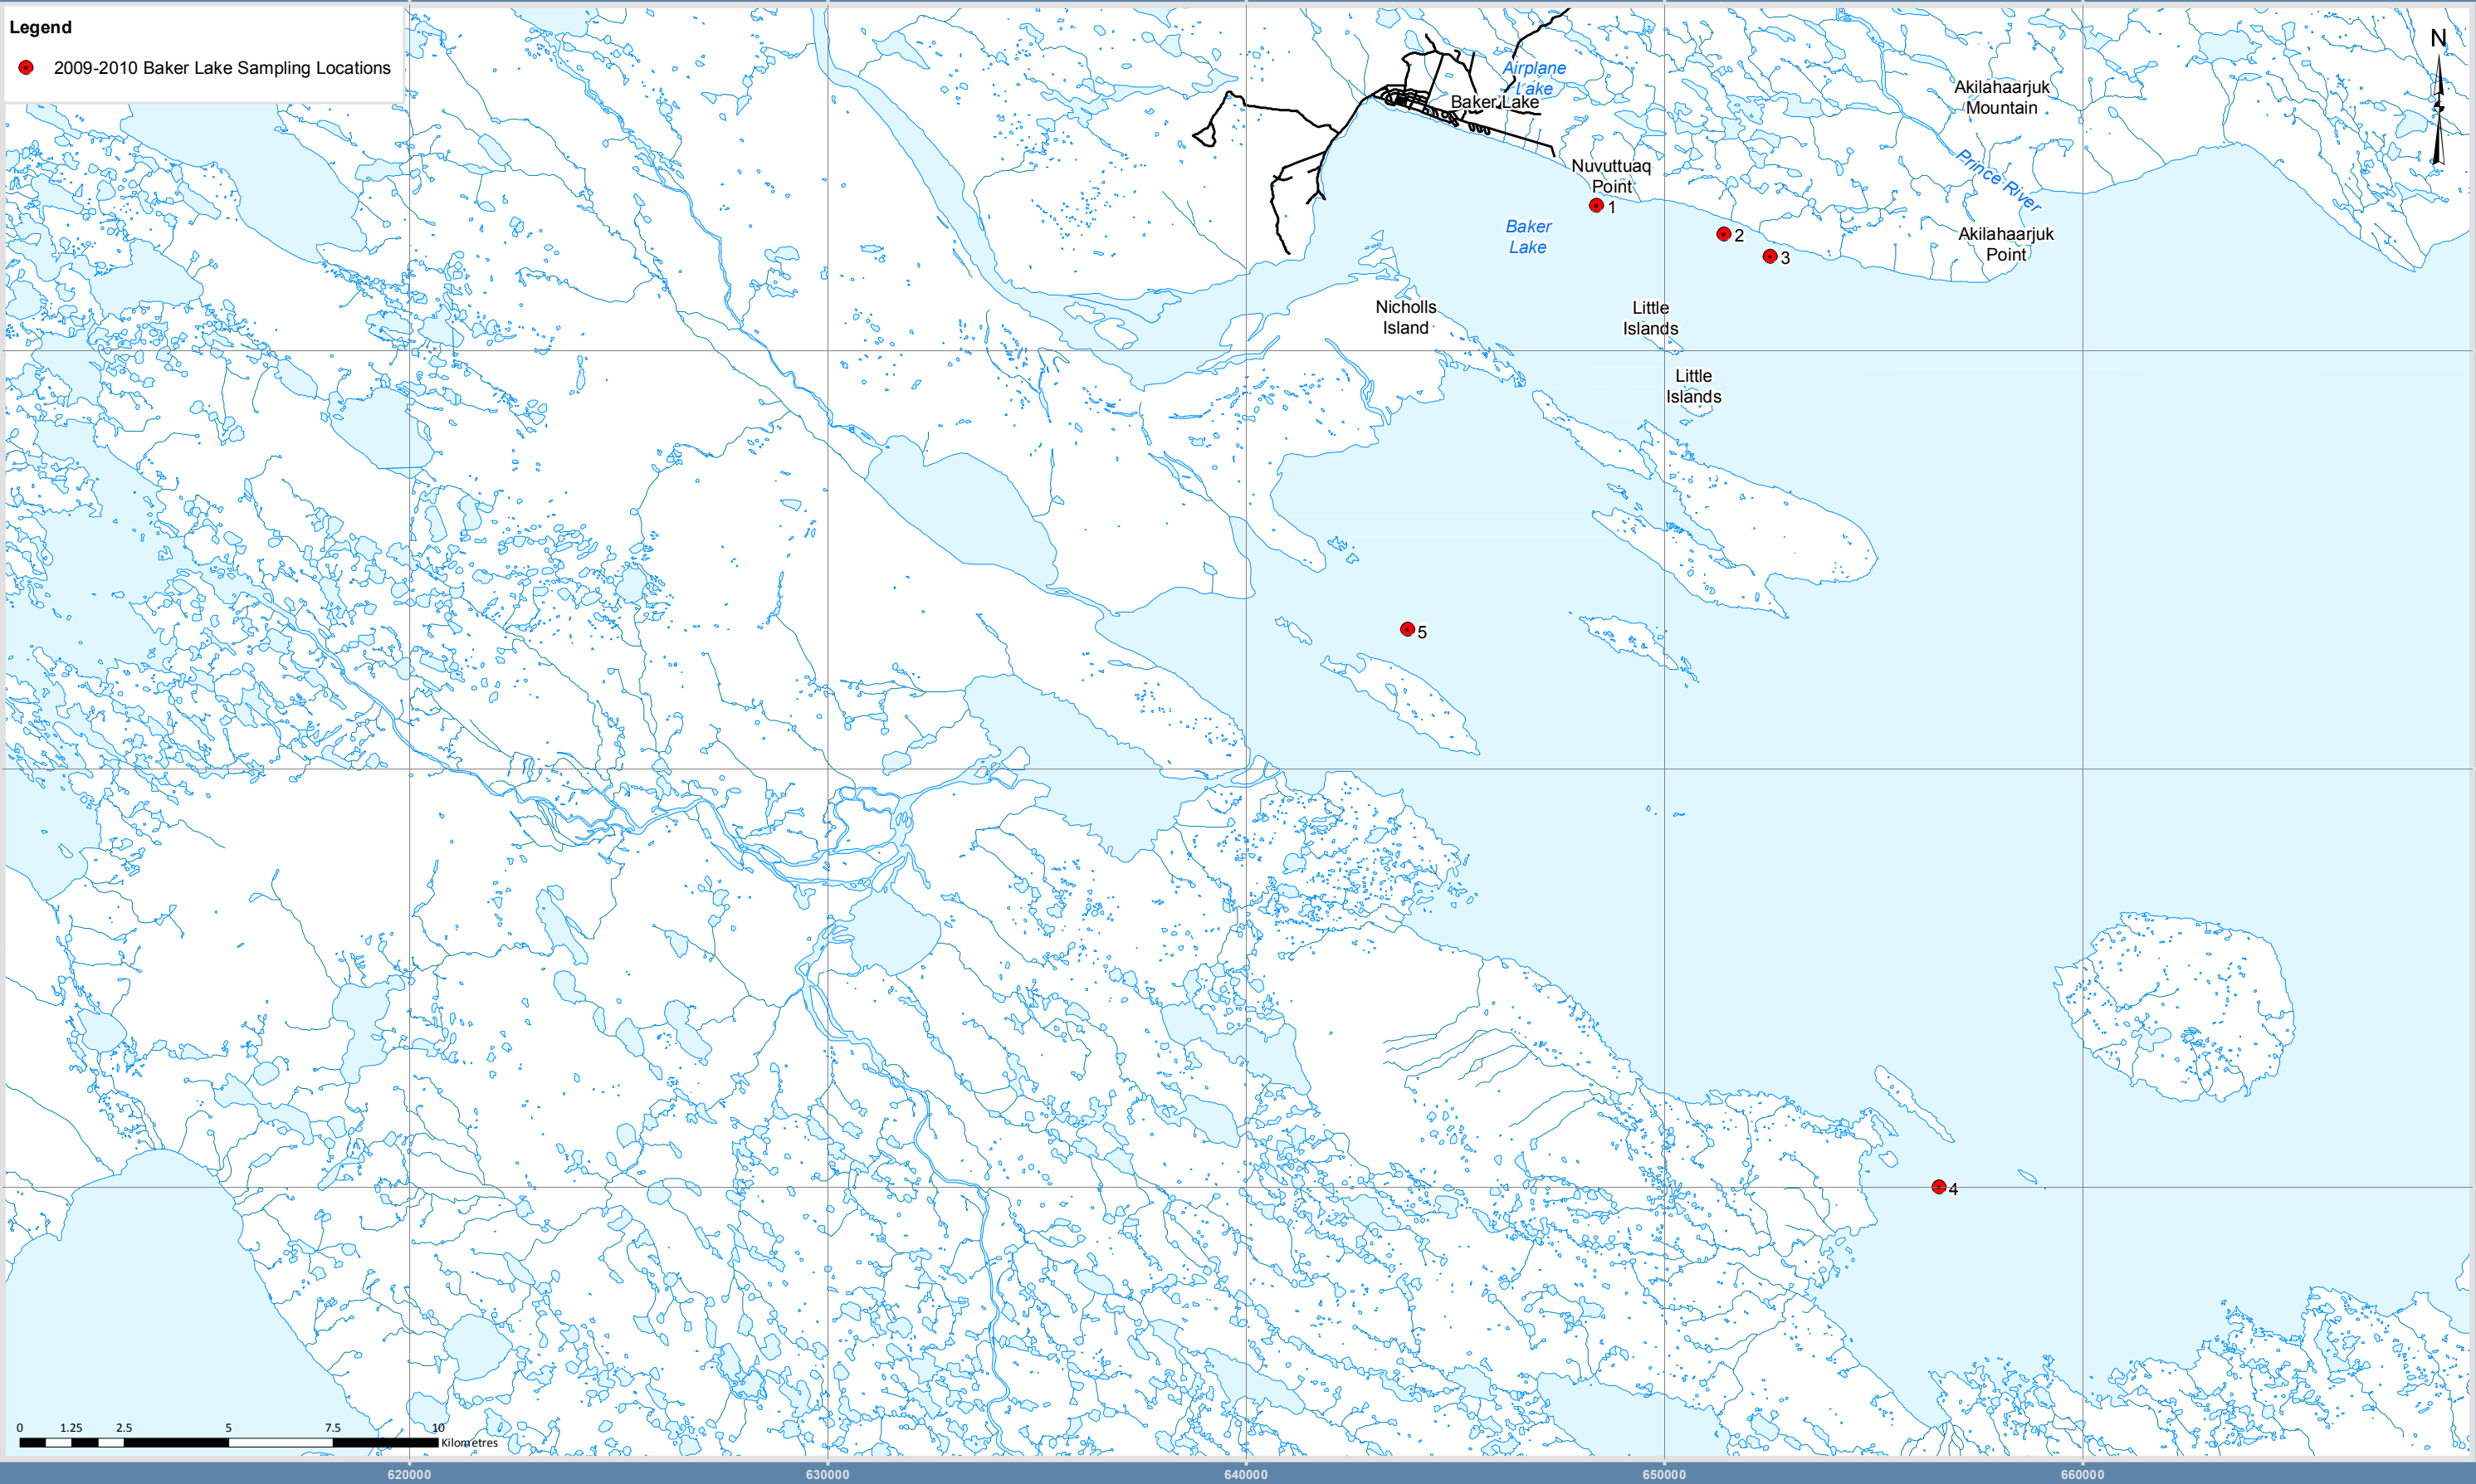 Legend
2009-2010 Baker Lake Sampling Locations
N
Airplane
Lake
Baker Lake
Akilahaarjuk
Mountain
Nuvuttuaq
Point
Prince River
1
Baker
Lake
2
Akilahaarjuk
Point
3
Nicholls
Island
Little
Islands
Little
Islands
5
4
0 1.25 2.5 5 7.5 10
Kilometres
620000 630000 640000 650000 660000